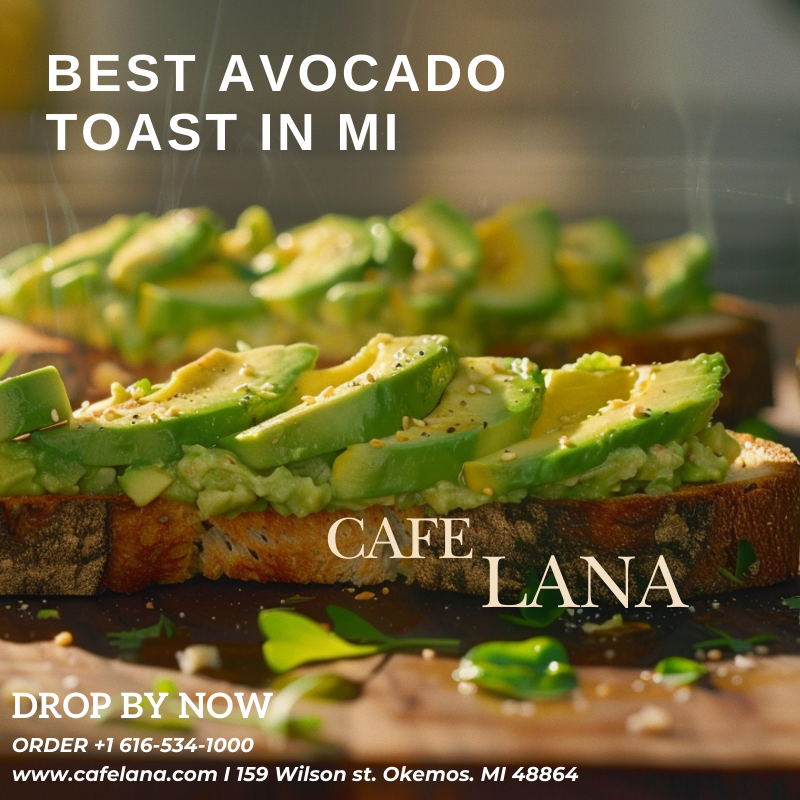 BEST AVOCADO
TOAST IN MI
CAFE
LANA
DROP BY NOW
ORDER +1 616-534-1000
www.cafelana.com I 159 Wilson st. Okemos. MI 48864